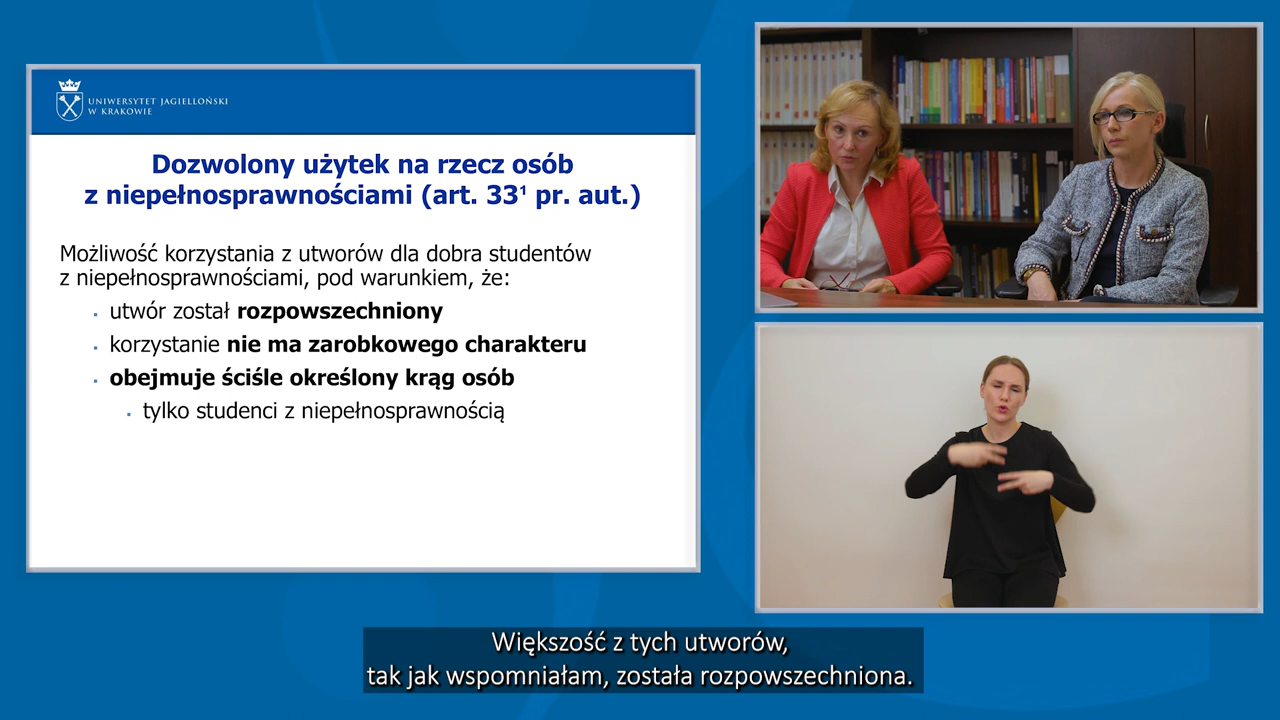 UNIWERSYTET JAGIELLOŃSKI
W KRAKOWIE
Dozwolony użytek na rzecz osób
z niepełnosprawnościami (art. 33¹ pr. aut.)
Możliwość korzystania z utworów dla dobra studentów
z niepełnosprawnościami, pod warunkiem, że:
utwór został rozpowszechniony
korzystanie nie ma zarobkowego charakteru
obejmuje ściśle określony krąg osób
tylko studenci z niepełnosprawnością
Większość z tych utworów,
tak jak wspomniałam, została rozpowszechniona.